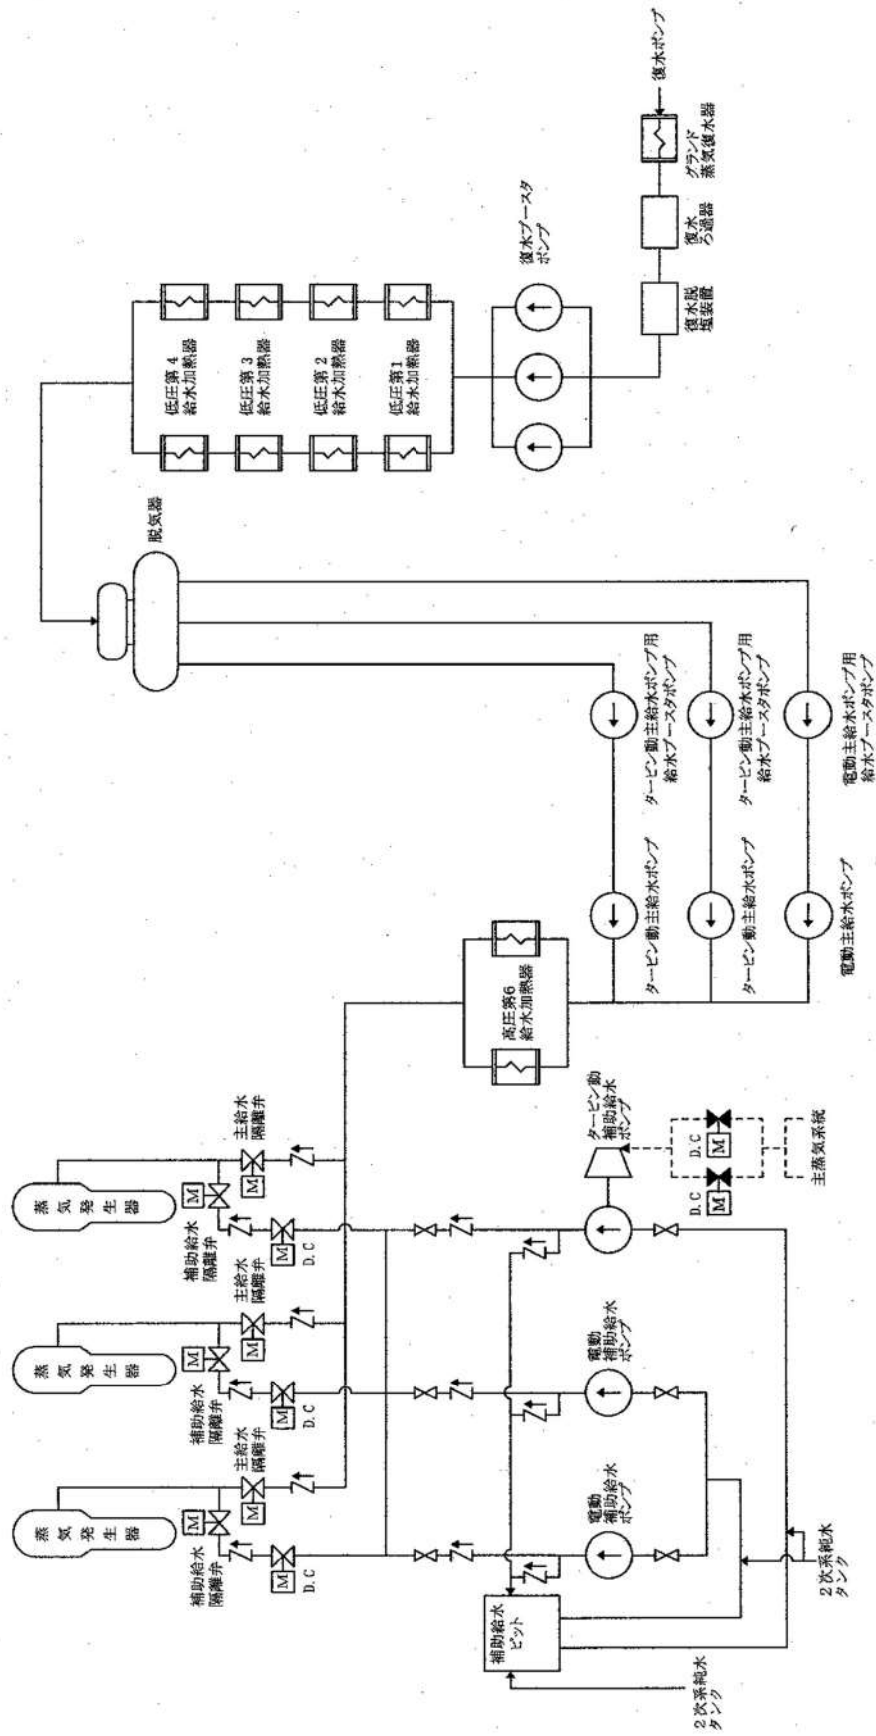 蒸気発生器
蒸気発生器
蒸気発生器
M
M
M
M
M
M
M
M
M
主給水
隔離弁
主給水
隔離弁
主給水
隔離弁
補助給水
隔離弁
補助給水
隔離弁
補助給水
隔離弁
D.C
D.C
D.C
補助給水
ピット
2次系純水
タンク
2次系純水
タンク
電動
補助給水
ポンプ
電動
補助給水
ポンプ
タービン動
補助給水
ポンプ
D.C
M
D.C
M
主蒸気系統
高圧第6
給水加熱器
タービン動主給水ポンプ
タービン動主給水ポンプ
電動主給水ポンプ
タービン動主給水ポンプ用
給水ブースタポンプ
タービン動主給水ポンプ用
給水ブースタポンプ
電動主給水ポンプ用
給水ブースタポンプ
脱気器
低圧第4
給水加熱器
低圧第3
給水加熱器
低圧第2
給水加熱器
低圧第1
給水加熱器
復水ブースタ
ポンプ
復水脱
塩装置
復水
ろ過器
グランド
蒸気復水器
復水ポンプ